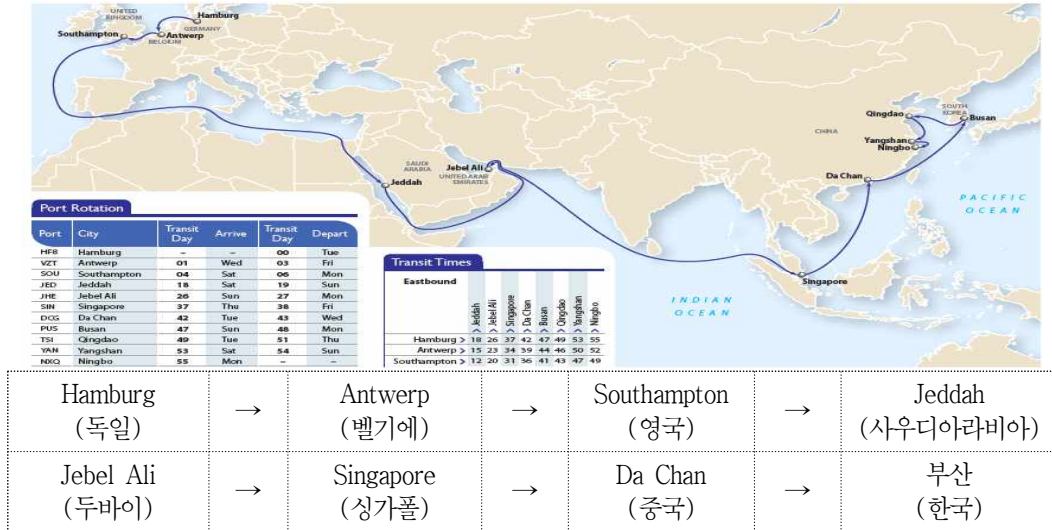 UNITED
KINGDOM
Hamburg
GERMANY
Southampton
Antwerp
BELGIUM
Qingdao
SOUTH
KOREA
Busan
CHINA
Yangshan
Ningbo
SAUDI
ARABIA
Jebel Ali
UNITED ARAB
EMIRATES
Jeddah
Da Chan
PACIFIC
OCEAN
Singapore
INDIAN
OCEAN
Port Rotation
Port City Transit Day Arrive Transit Day Depart
HFB Hamburg – – 00 Tue
VZT Antwerp 01 Wed 03 Fri
SOU Southampton 04 Sat 06 Mon
JED Jeddah 18 Sat 19 Sun
JHE Jebel Ali 26 Sun 27 Mon
SIN Singapore 37 Thu 38 Fri
DCG Da Chan 42 Tue 43 Wed
PUS Busan 47 Sun 48 Mon
TSI Qingdao 49 Tue 51 Thu
YAN Yangshan 53 Sat 54 Sun
NXQ Ningbo 55 Mon – –
Transit Times
Eastbound
Jeddah Jebel Ali Singapore Da Chan Busan Qingdao Yangshan Ningbo
Hamburg > 18 26 37 42 47 49 53 55
Antwerp > 15 23 34 39 44 46 50 52
Southampton > 12 20 31 36 41 43 47 49
Hamburg → Antwerp → Southampton → Jeddah
(독일) (벨기에) (영국) (사우디아라비아)
Jebel Ali → Singapore → Da Chan → 부산
(두바이) (싱가폴) (중국) (한국)